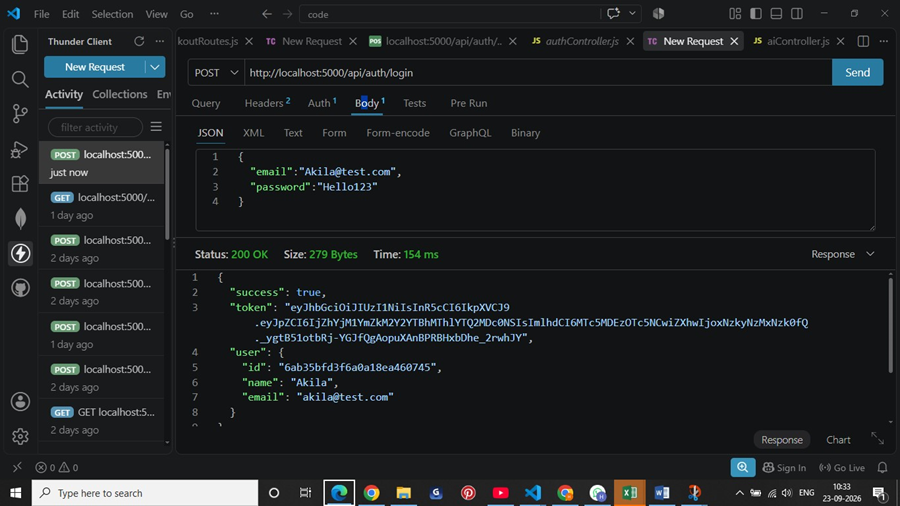 File Edit Selection View Go ··· code
Thunder Client
koutRoutes.js TC New Request POS localhost:5000/api/auth/.. JS authController.js TC New Request JS aiController.js ···
New Request
Activity Collections Env
filter activity
POST localhost:500...
just now
GET localhost:5000/...
1 day ago
POST localhost:500...
2 days ago
POST localhost:500...
2 days ago
POST localhost:500...
1 day ago
POST localhost:500...
2 days ago
GET GET localhost:5...
2 days ago
POST http://localhost:5000/api/auth/login Send
Query Headers 2 Auth 1 Body 1 Tests Pre Run
JSON XML Text Form Form-encode GraphQL Binary
1 {
2 "email":"Akila@test.com",
3 "password":"Hello123"
4 }
Status: 200 OK Size: 279 Bytes Time: 154 ms Response
1 {
2 "success": true,
3 "token": "eyJhbGciOiJIUzI1NiIsInR5cCI6IkpXVCJ9
4 "user": {
5 "id": "6ab35bfd3f6a0a18ea460745",
6 "name": "Akila",
7 "email": "akila@test.com"
8 }
Response Chart
0 0 Sign In Go Live
Type here to search
ENG 10:33
23-09-2026